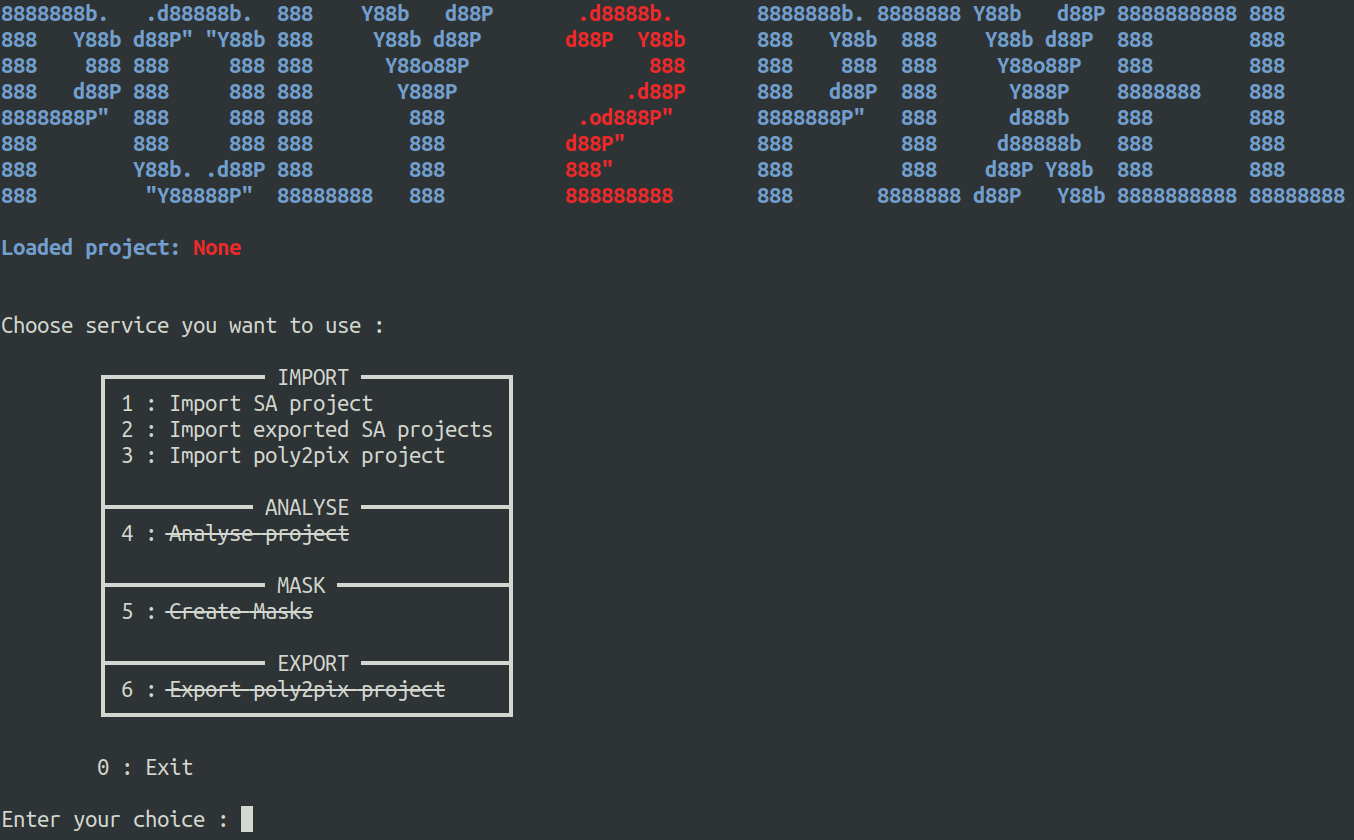 8888888b.   .d88888b.  888    Y88b   d88P       .d8888b.       8888888b. 8888888 Y88b   d88P 8888888888 888
888   Y88b d88P" "Y88b 888     Y88b d88P       d88P  Y88b      888   Y88b  888    Y88b d88P  888        888
888    888 888     888 888      Y88o88P               888      888    888  888     Y88o88P   888        888
888   d88P 888     888 888       Y888P              .d88P      888   d88P  888      Y888P    8888888    888
8888888P"  888     888 888        888           .od888P"       8888888P"   888      d888b    888        888
888        888     888 888        888          d88P"           888         888     d88888b   888        888
888        Y88b. .d88P 888        888          888"            888         888    d88P Y88b  888        888
888         "Y88888P"  88888888   888          888888888       888       8888888 d88P   Y88b 8888888888 88888888
Loaded project: None
Choose service you want to use :
IMPORT
1 : Import SA project
2 : Import exported SA projects
3 : Import poly2pix project
ANALYSE
4 : Analyse project
MASK
5 : Create Masks
EXPORT
6 : Export poly2pix project
0 : Exit
Enter your choice :